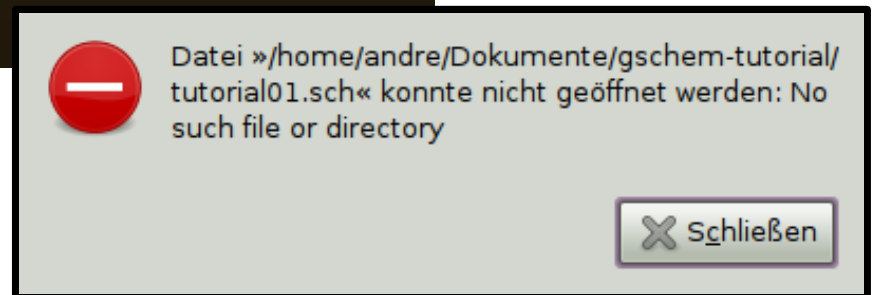 Datei »/home/andre/Dokumente/gschem-tutorial/
tutorial01.sch« konnte nicht geöffnet werden: No
such file or directory
Schließen